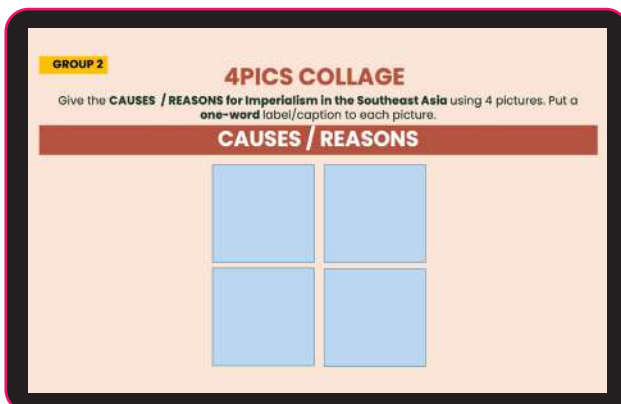 GROUP 2
4PICS COLLAGE
Give the CAUSES / REASONS for Imperialism in the Southeast Asia using 4 pictures. Put a
one-word label/caption to each picture.
CAUSES / REASONS